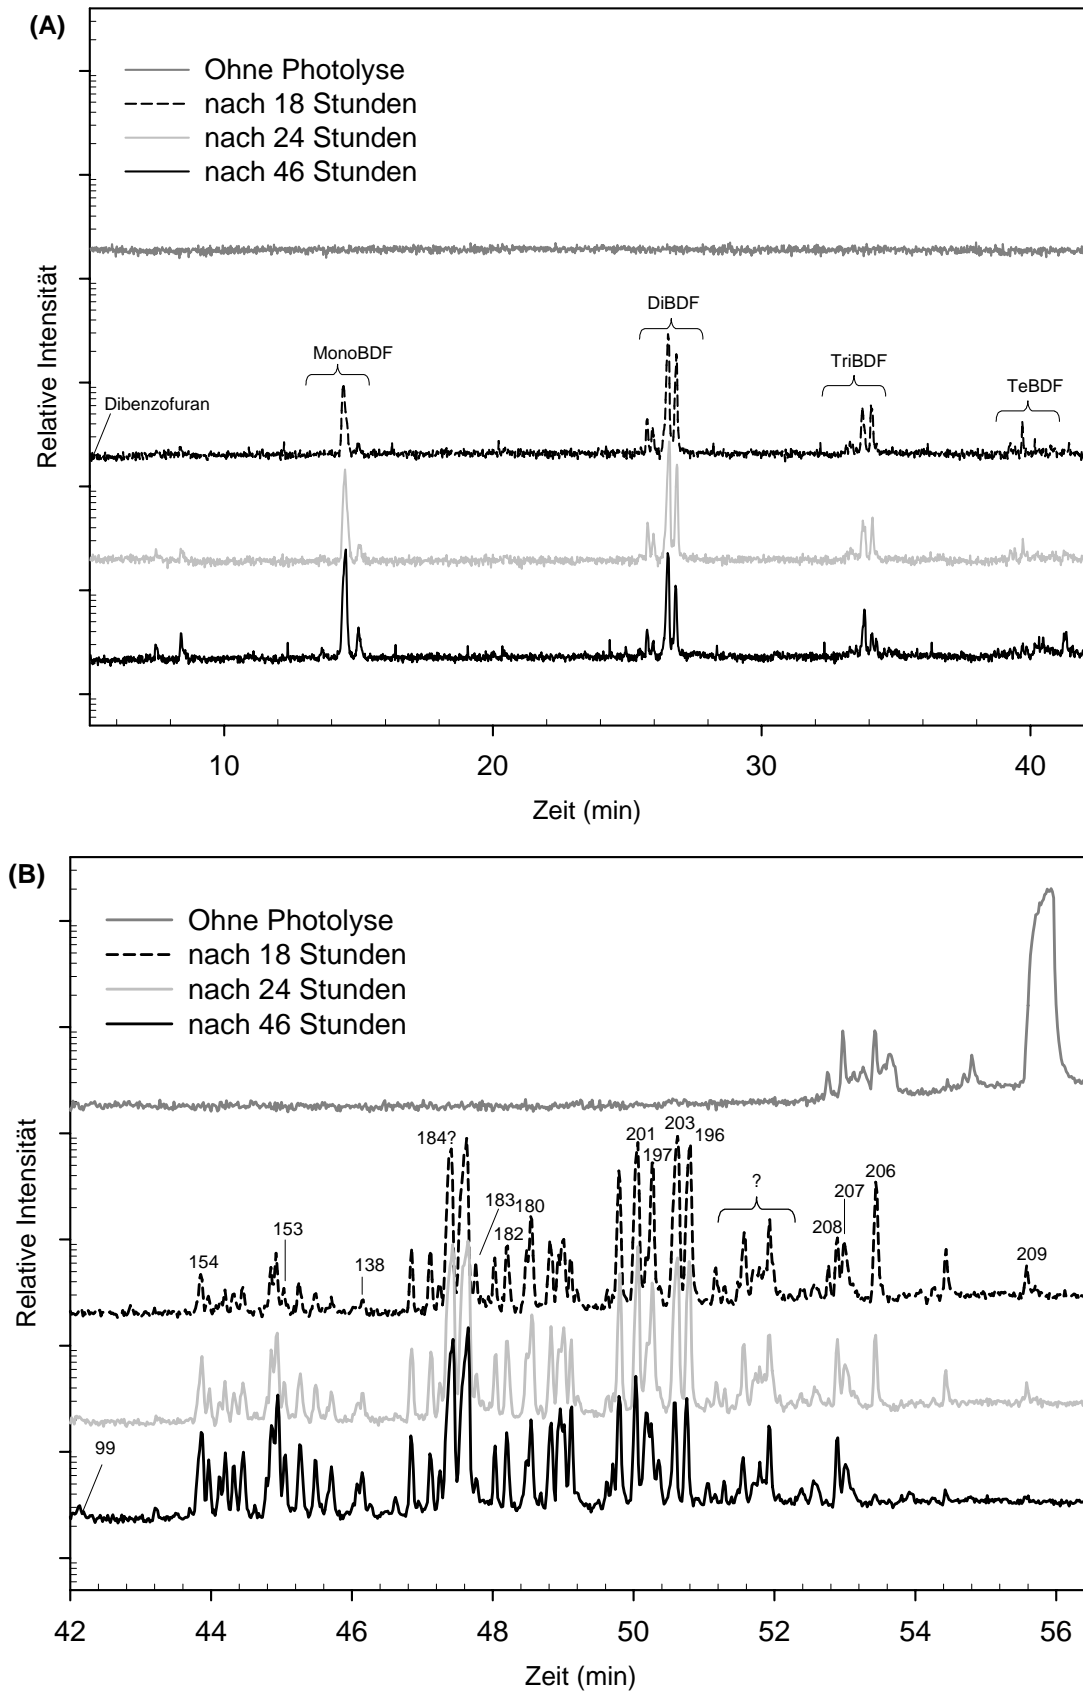 (A)
Ohne Photolyse
nach 18 Stunden
nach 24 Stunden
nach 46 Stunden
Relative Intensität
DiBDF
MonoBDF
TriBDF
TeBDF
Dibenzofuran
10 20 30 40
Zeit (min)
(B)
Ohne Photolyse
nach 18 Stunden
nach 24 Stunden
nach 46 Stunden
Relative Intensität
184? 201 203 196
197
183 180
182
?
207 206
208
209
154 153
138
99
42 44 46 48 50 52 54 56
Zeit (min)